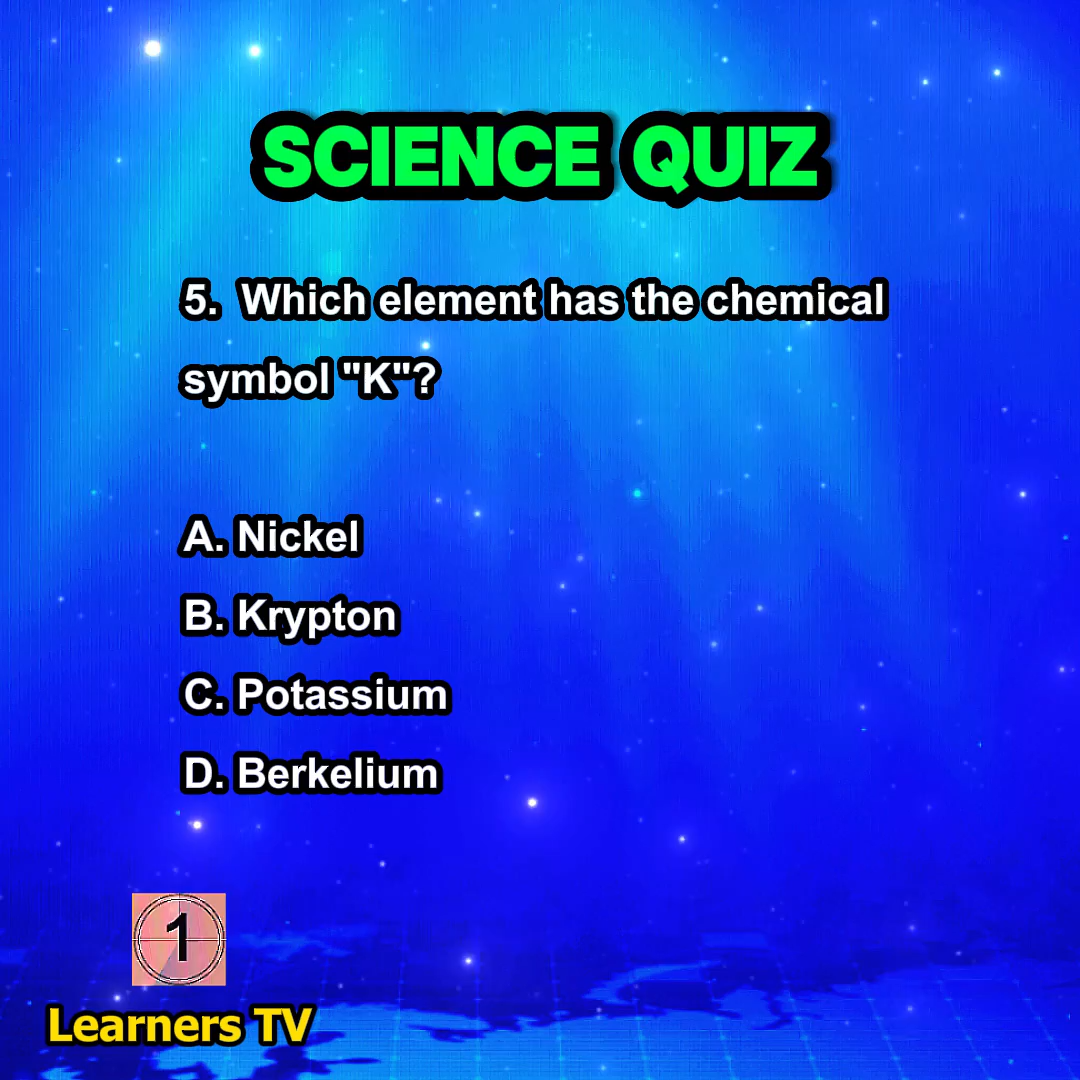 SCIENCE QUIZ
5.  Which element has the chemical
symbol "K"?
A. Nickel
B. Krypton
C. Potassium
D. Berkelium
1
Learners TV